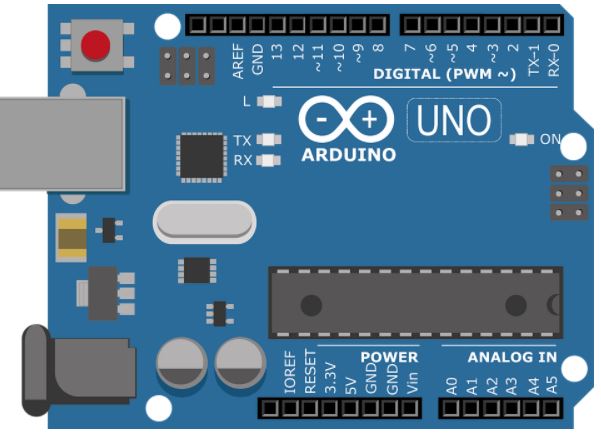 AREF
GND
13
12
~11
~10
~9
8
7
~6
~5
4
~3
2
TX→1
RX←0
DIGITAL (PWM ~)
L
- +
UNO
TX
RX
ARDUINO
ON
POWER
ANALOG IN
IOREF
RESET
3.3V
5V
GND
GND
Vin
A0
A1
A2
A3
A4
A5